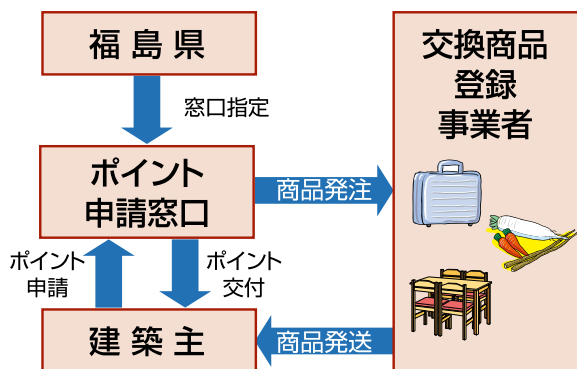 福島県
窓口指定
ポイント
申請窓口
商品発注
交換商品
登録
事業者
ポイント
申請
ポイント
交付
建築主
商品発送